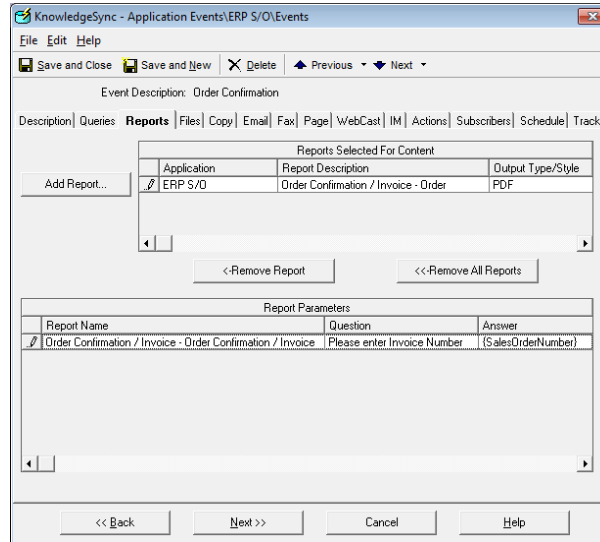 KnowledgeSync - Application Events\ERP S/O\Events
File Edit Help
Save and Close Save and New Delete Previous Next
Event Description: Order Confirmation
Description Queries Reports Files Copy Email Fax Page WebCast IM Actions Subscribers Schedule Track
Reports Selected For Content
Application Report Description Output Type/Style
Add Report... ERP S/O Order Confirmation / Invoice - Order PDF
<-Remove Report <<-Remove All Reports
Report Parameters
Report Name Question Answer
Order Confirmation / Invoice - Order Confirmation / Invoice Please enter Invoice Number {SalesOrderNumber}
<< Back Next >> Cancel Help